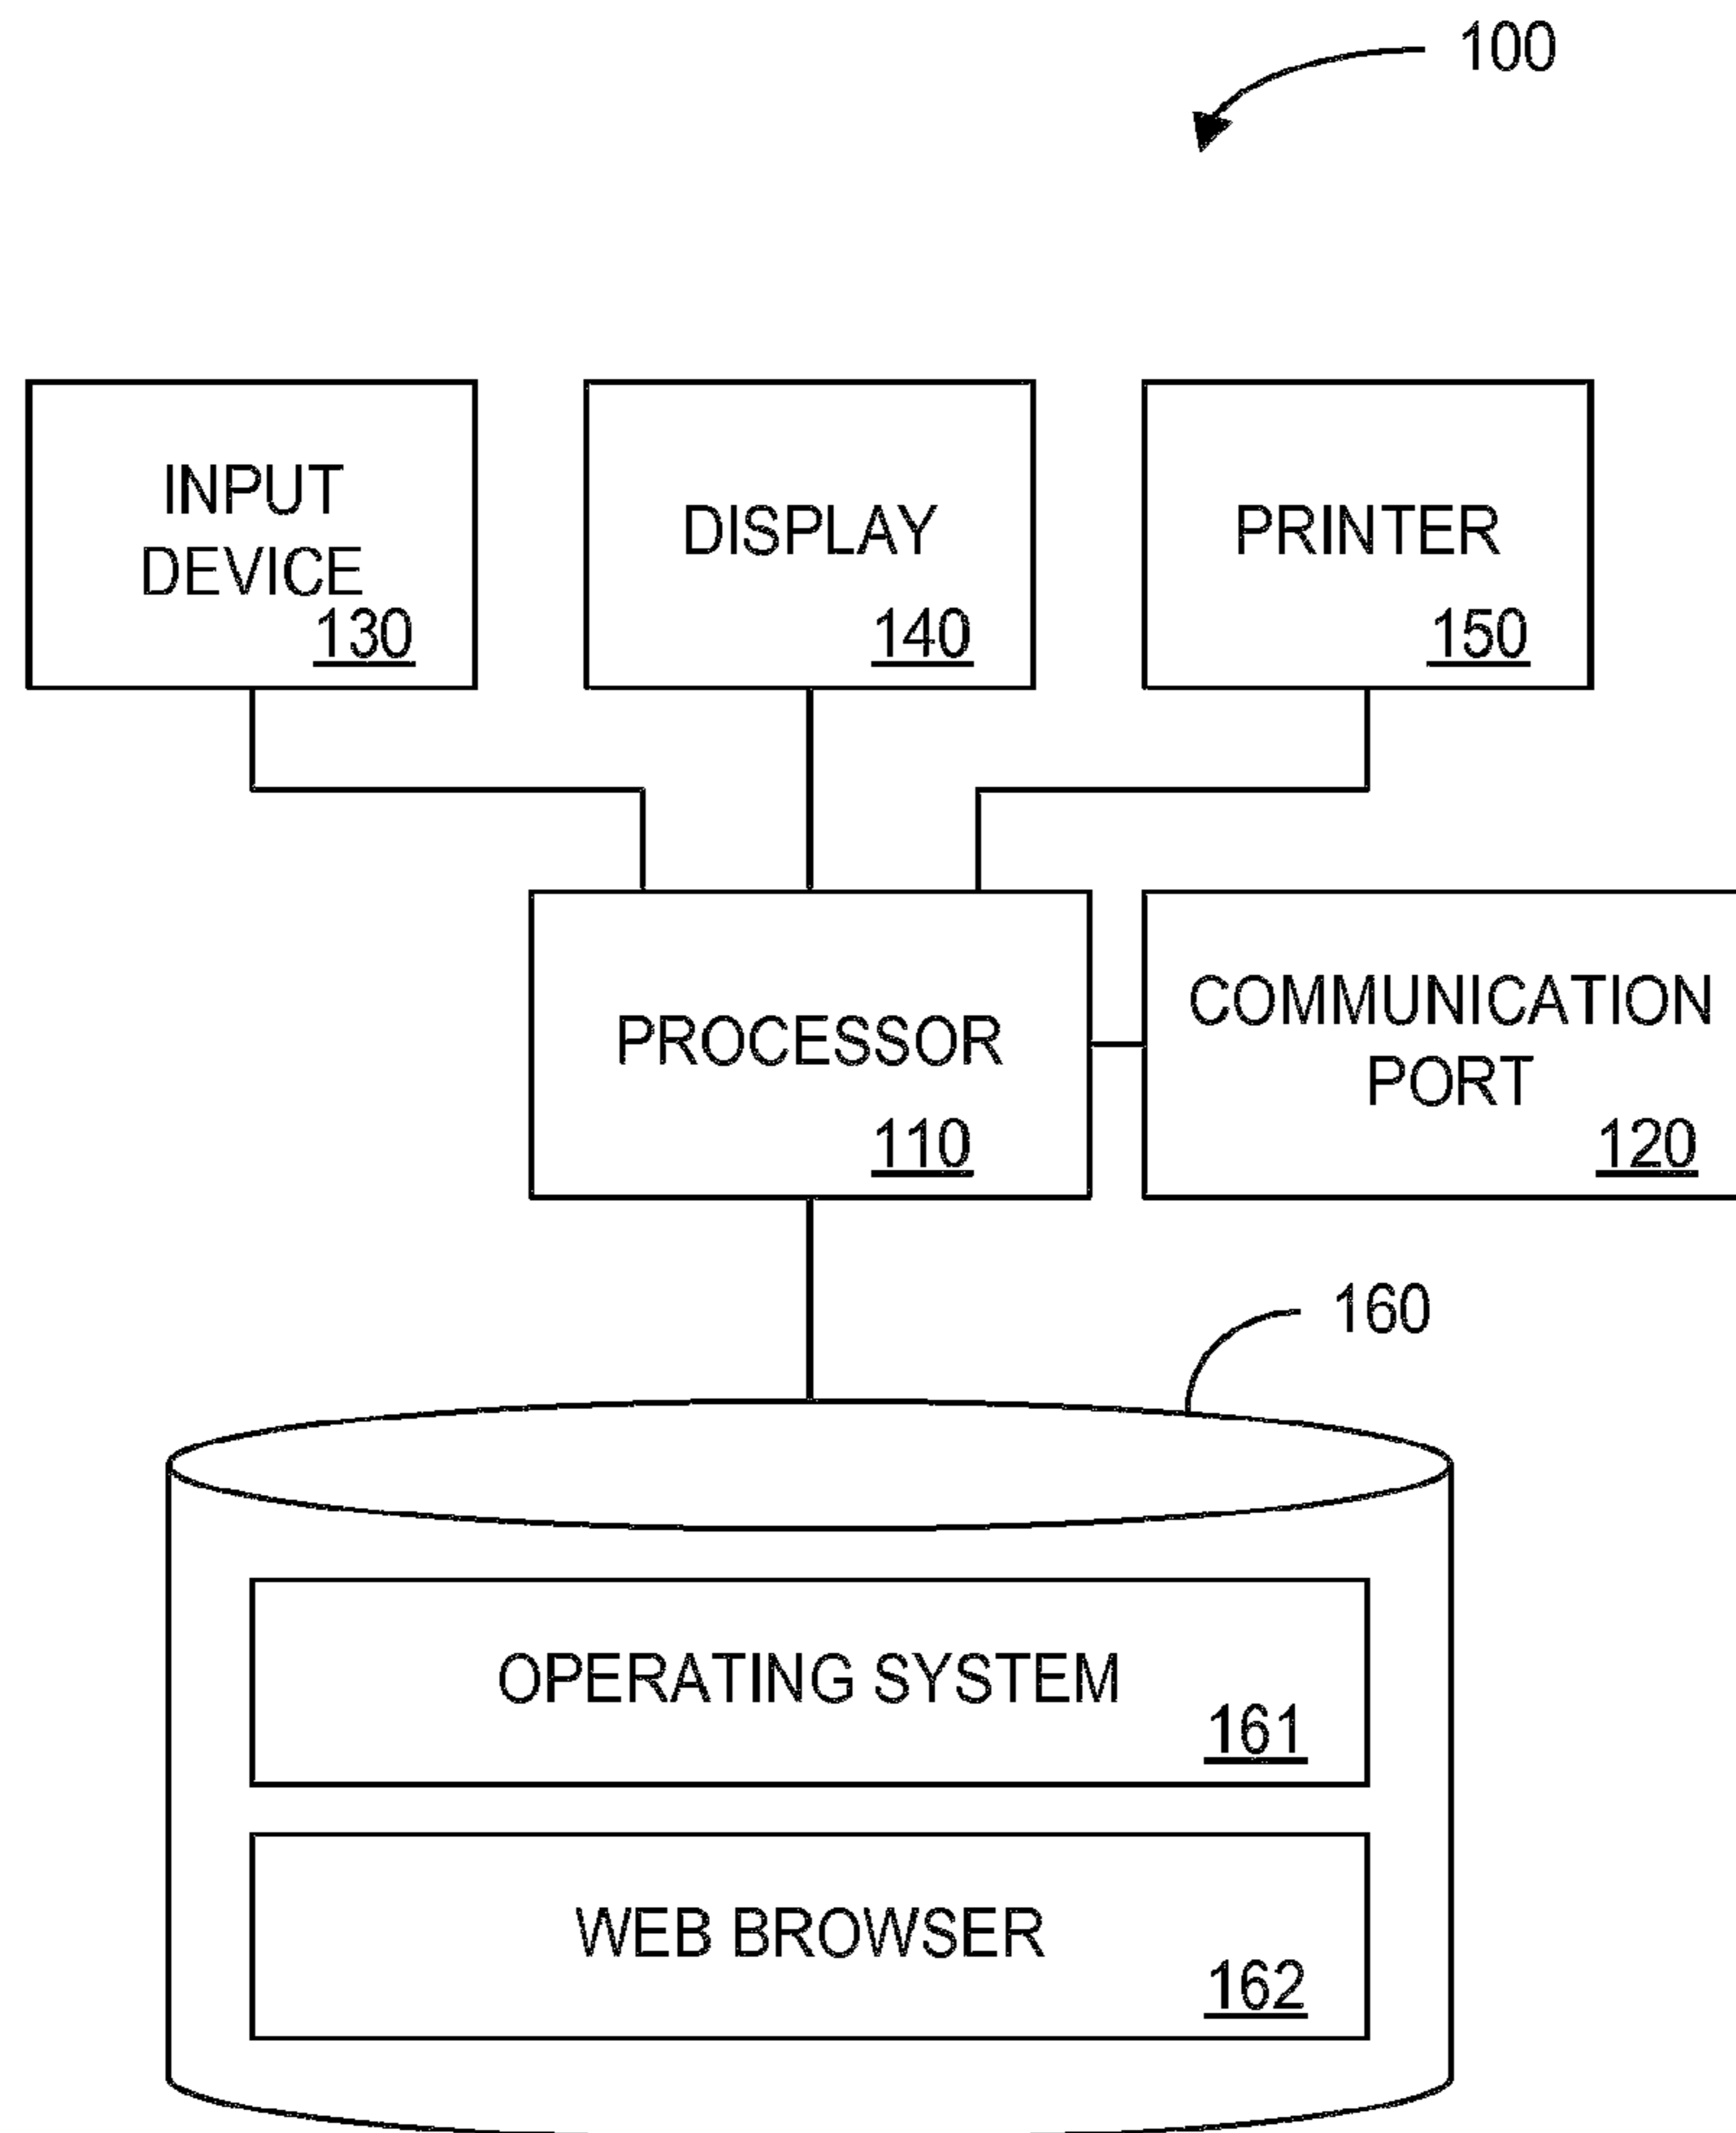 100
INPUT
DEVICE
130
DISPLAY
140
PRINTER
150
PROCESSOR
110
COMMUNICATION
PORT
120
160
OPERATING SYSTEM
161
WEB BROWSER
162